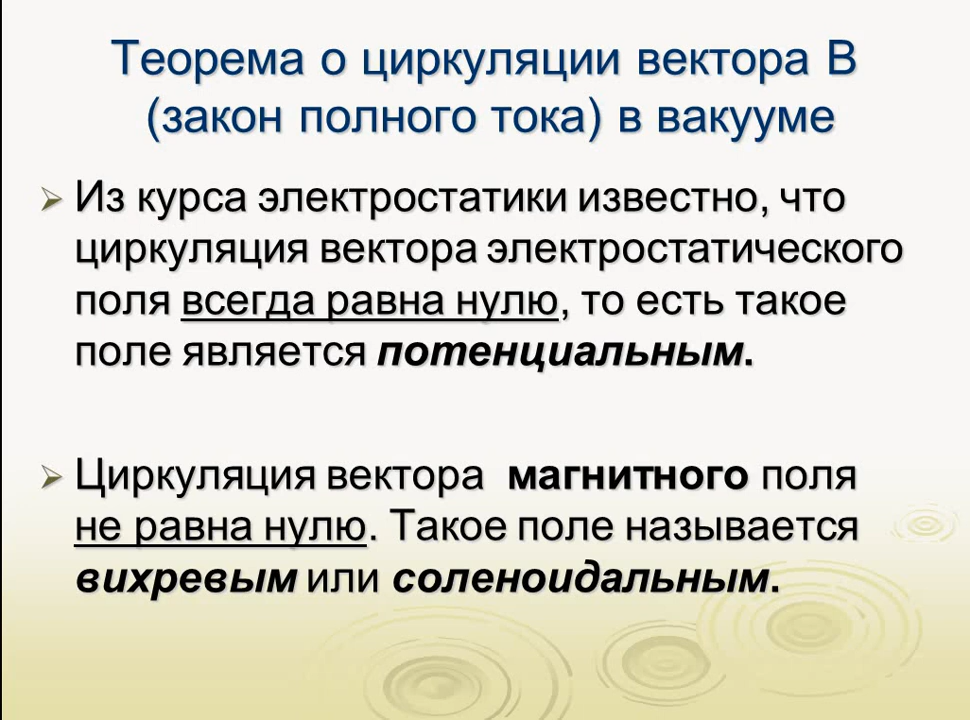 Теорема о циркуляции вектора В
(закон полного тока) в вакууме
Из курса электростатики известно, что
циркуляция вектора электростатического
поля всегда равна нулю, то есть такое
поле является потенциальным.
Циркуляция вектора магнитного поля
не равна нулю. Такое поле называется
вихревым или соленоидальным.